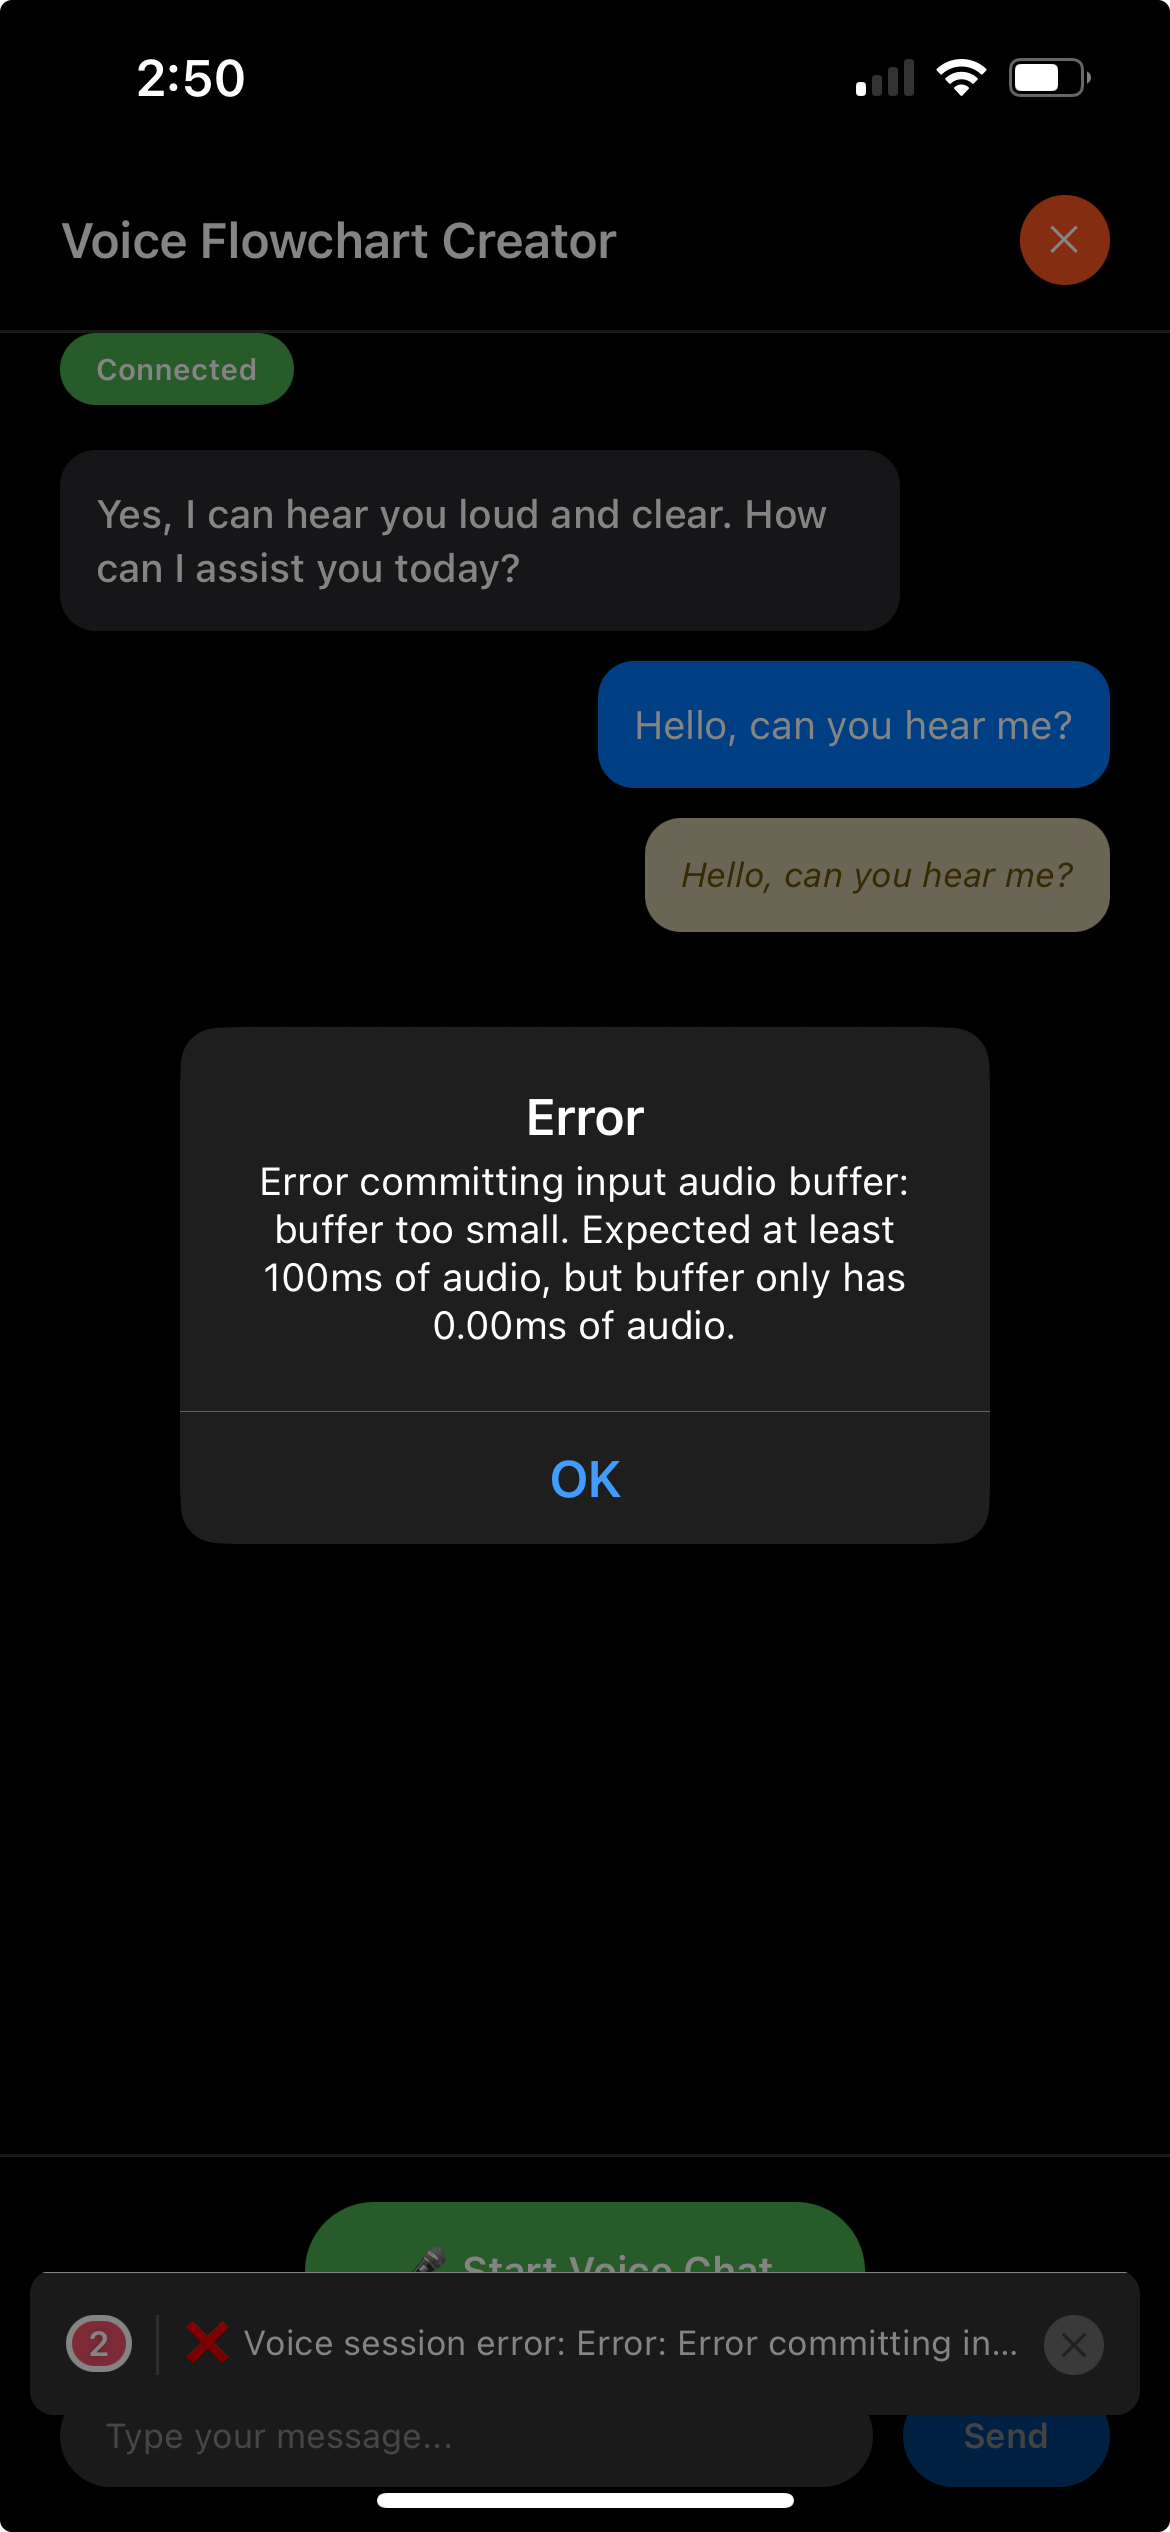 2:50
Voice Flowchart Creator
Connected
Yes, I can hear you loud and clear. How
can I assist you today?
Hello, can you hear me?
Hello, can you hear me?
Error
Error committing input audio buffer:
buffer too small. Expected at least
100ms of audio, but buffer only has
0.00ms of audio.
OK
Start Voice Chat
2
Voice session error: Error: Error committing in...
Type your message...
Send